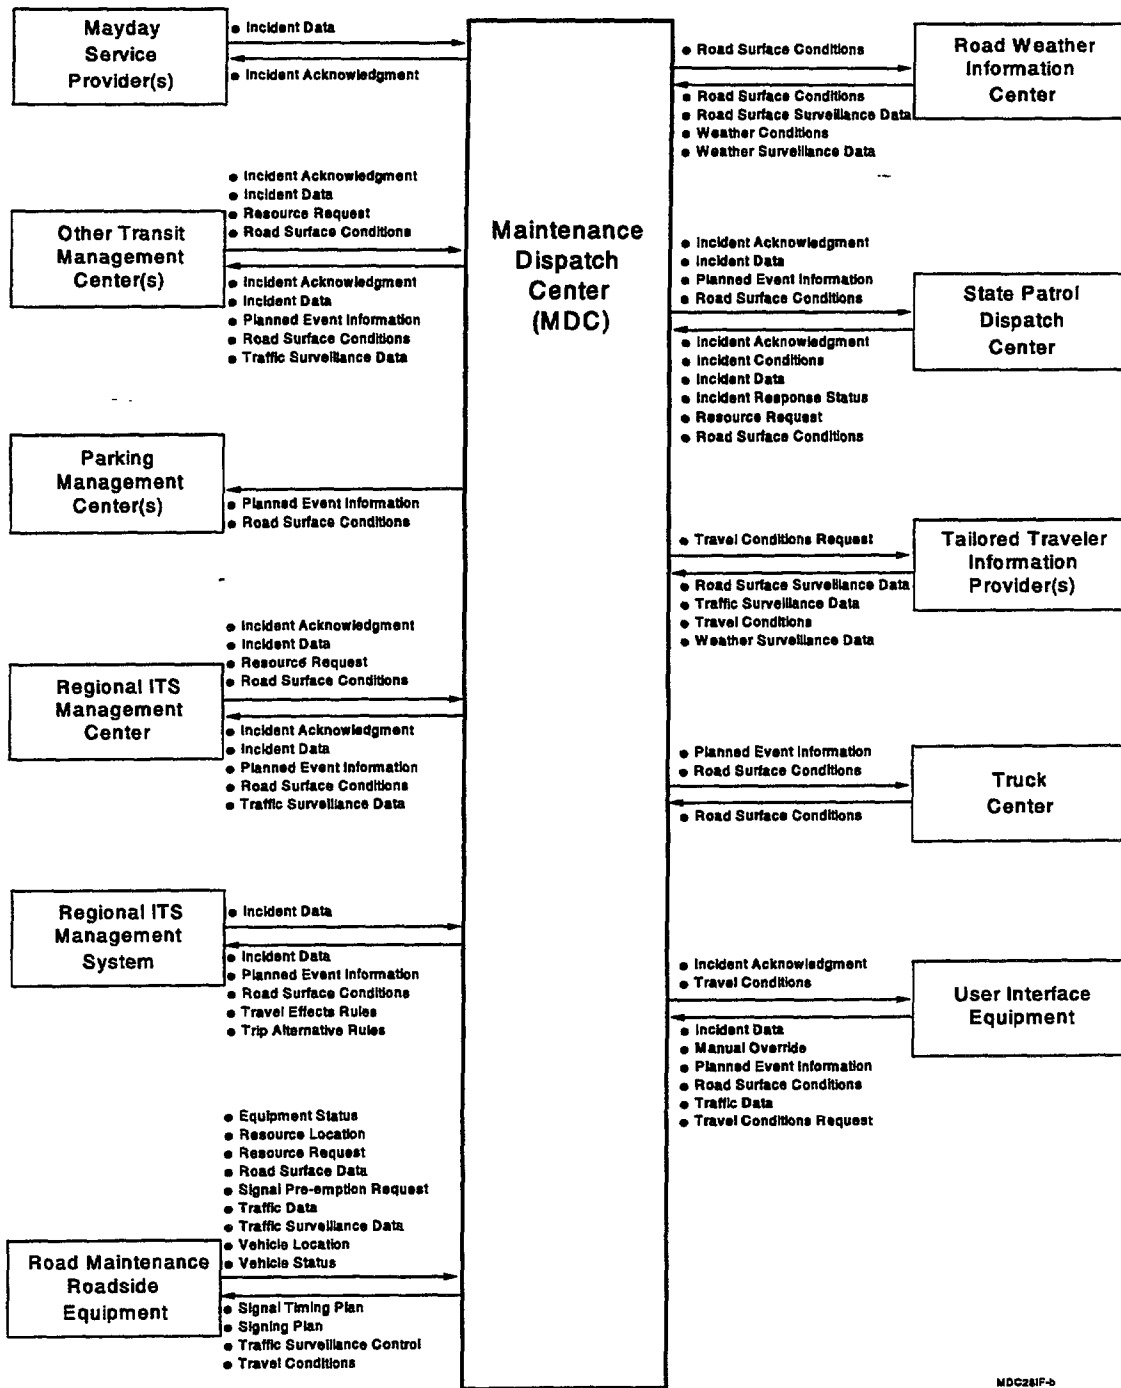 Mayday
Service
Provider(s)
● Incident Data
● Incident Acknowledgment
● Incident Acknowledgment
● Incident Data
● Resource Request
● Road Surface Conditions
Other Transit
Management
Center(s)
● Incident Acknowledgment
● Incident Data
● Planned Event Information
● Road Surface Conditions
● Traffic Surveillance Data
Parking
Management
Center(s)
● Planned Event Information
● Road Surface Conditions
● Incident Acknowledgment
● Incident Data
● Resource Request
● Road Surface Conditions
Regional ITS
Management
Center
● Incident Acknowledgment
● Incident Data
● Planned Event Information
● Road Surface Conditions
● Traffic Surveillance Data
Regional ITS
Management
System
● Incident Data
● Incident Data
● Planned Event Information
● Road Surface Conditions
● Travel Effects Rules
● Trip Alternative Rules
● Equipment Status
● Resource Location
● Resource Request
● Road Surface Data
● Signal Pre-emption Request
● Traffic Data
● Traffic Surveillance Data
● Vehicle Location
● Vehicle Status
Road Maintenance
Roadside
Equipment
● Signal Timing Plan
● Signing Plan
● Traffic Surveillance Control
● Travel Conditions
Maintenance
Dispatch
Center
(MDC)
● Road Surface Conditions
Road Weather
Information
Center
● Road Surface Conditions
● Road Surface Surveillance Data
● Weather Conditions
● Weather Surveillance Data
● Incident Acknowledgment
● Incident Data
● Planned Event Information
● Road Surface Conditions
State Patrol
Dispatch
Center
● Incident Acknowledgment
● Incident Conditions
● Incident Data
● Incident Response Status
● Resource Request
● Road Surface Conditions
● Travel Conditions Request
Tailored Traveler
Information
Provider(s)
● Road Surface Surveillance Data
● Traffic Surveillance Data
● Travel Conditions
● Weather Surveillance Data
● Planned Event Information
● Road Surface Conditions
Truck
Center
● Road Surface Conditions
● Incident Acknowledgment
● Travel Conditions
User Interface
Equipment
● Incident Data
● Manual Override
● Planned Event Information
● Road Surface Conditions
● Traffic Data
● Travel Conditions Request
MDC28IF-b